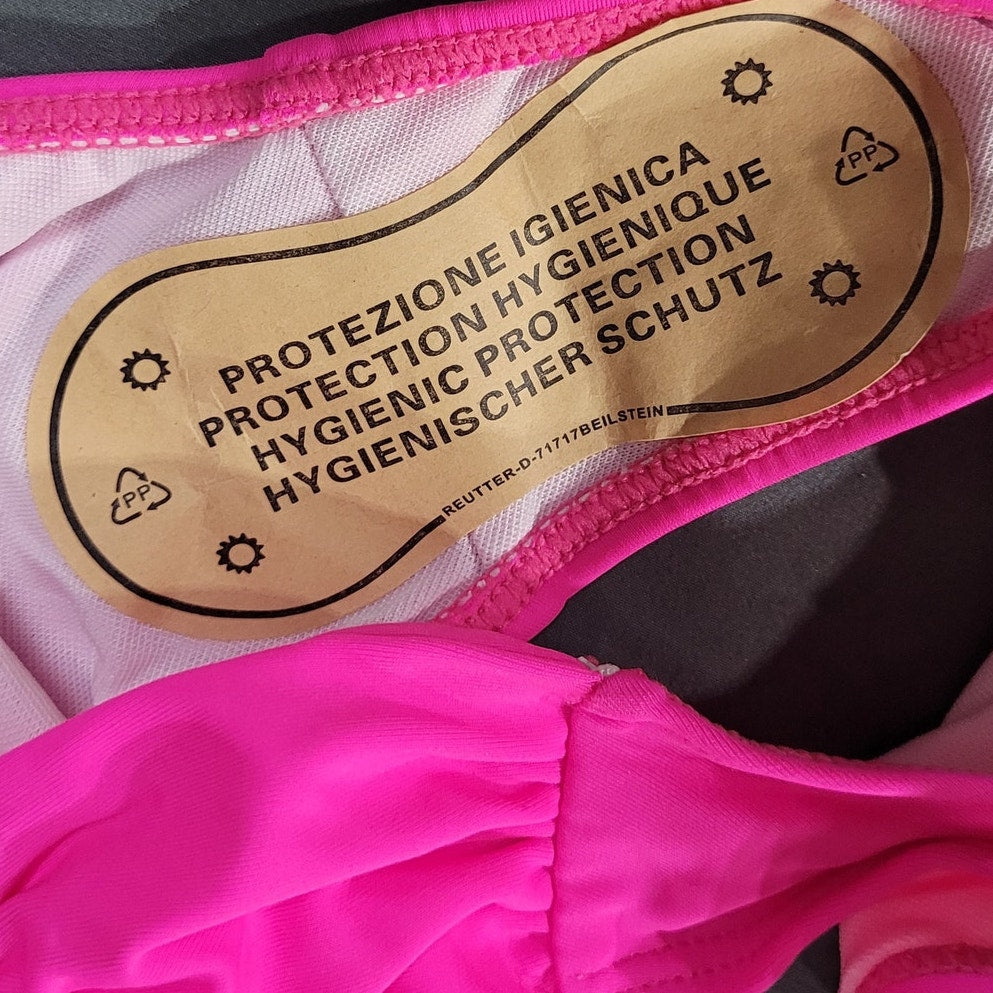 PP
PROTEZIONE IGIENICA
PROTECTION HYGIENIQUE
HYGIENIC PROTECTION
HYGIENISCHER SCHUTZ
REUTTER-D-71717BEILSTEIN
PP